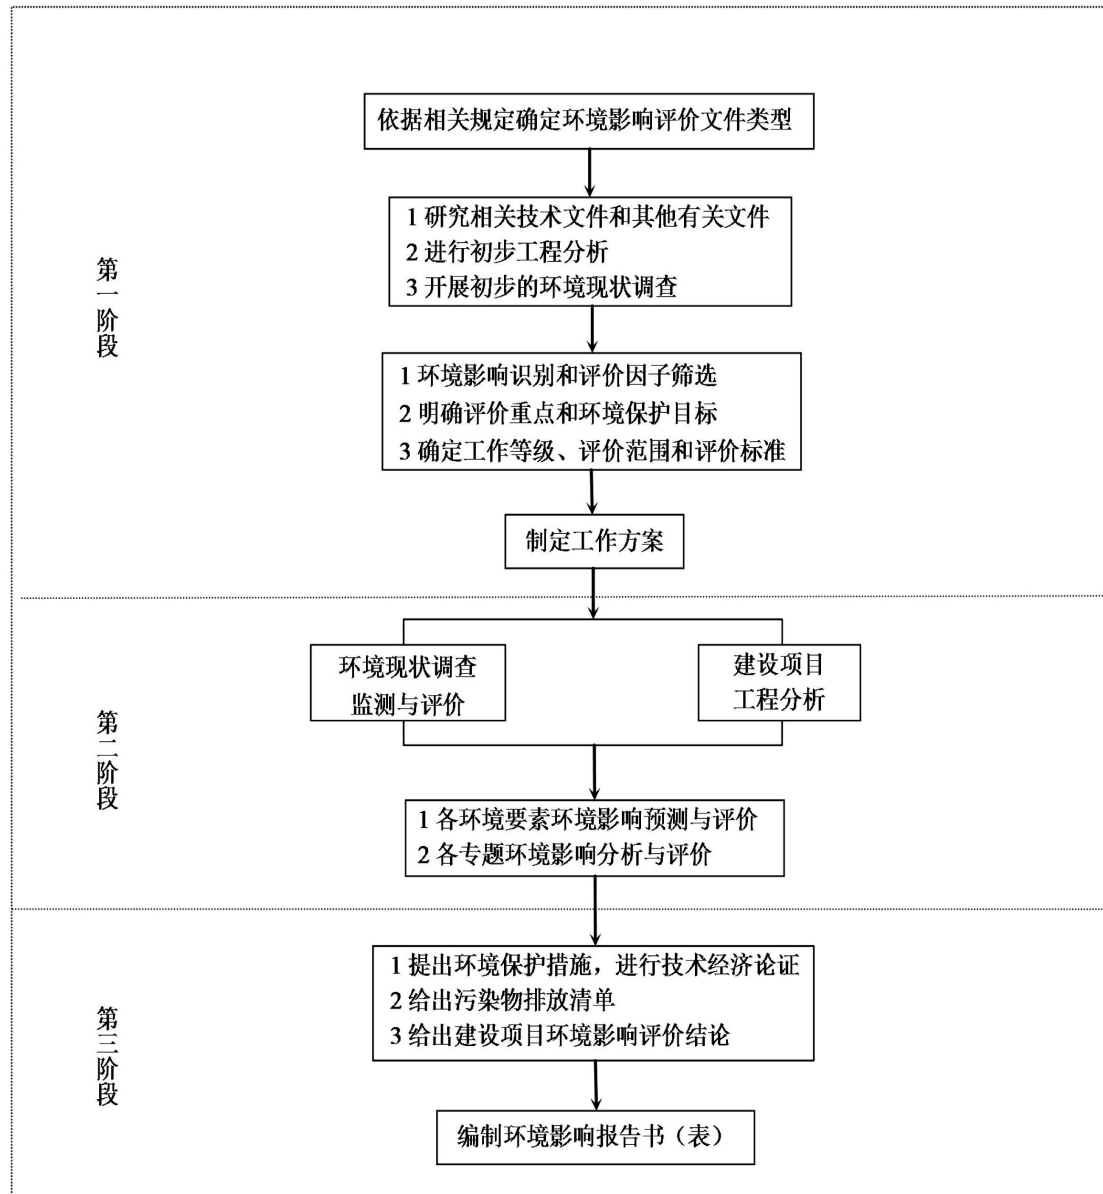 依据相关规定确定环境影响评价文件类型
1 研究相关技术文件和其他有关文件
2 进行初步工程分析
3 开展初步的环境现状调查
第一阶段
1 环境影响识别和评价因子筛选
2 明确评价重点和环境保护目标
3 确定工作等级、评价范围和评价标准
制定工作方案
环境现状调查
监测与评价
建设项目
工程分析
第二阶段
1 各环境要素环境影响预测与评价
2 各专题环境影响分析与评价
1 提出环境保护措施，进行技术经济论证
2 给出污染物排放清单
3 给出建设项目环境影响评价结论
第三阶段
编制环境影响报告书（表）